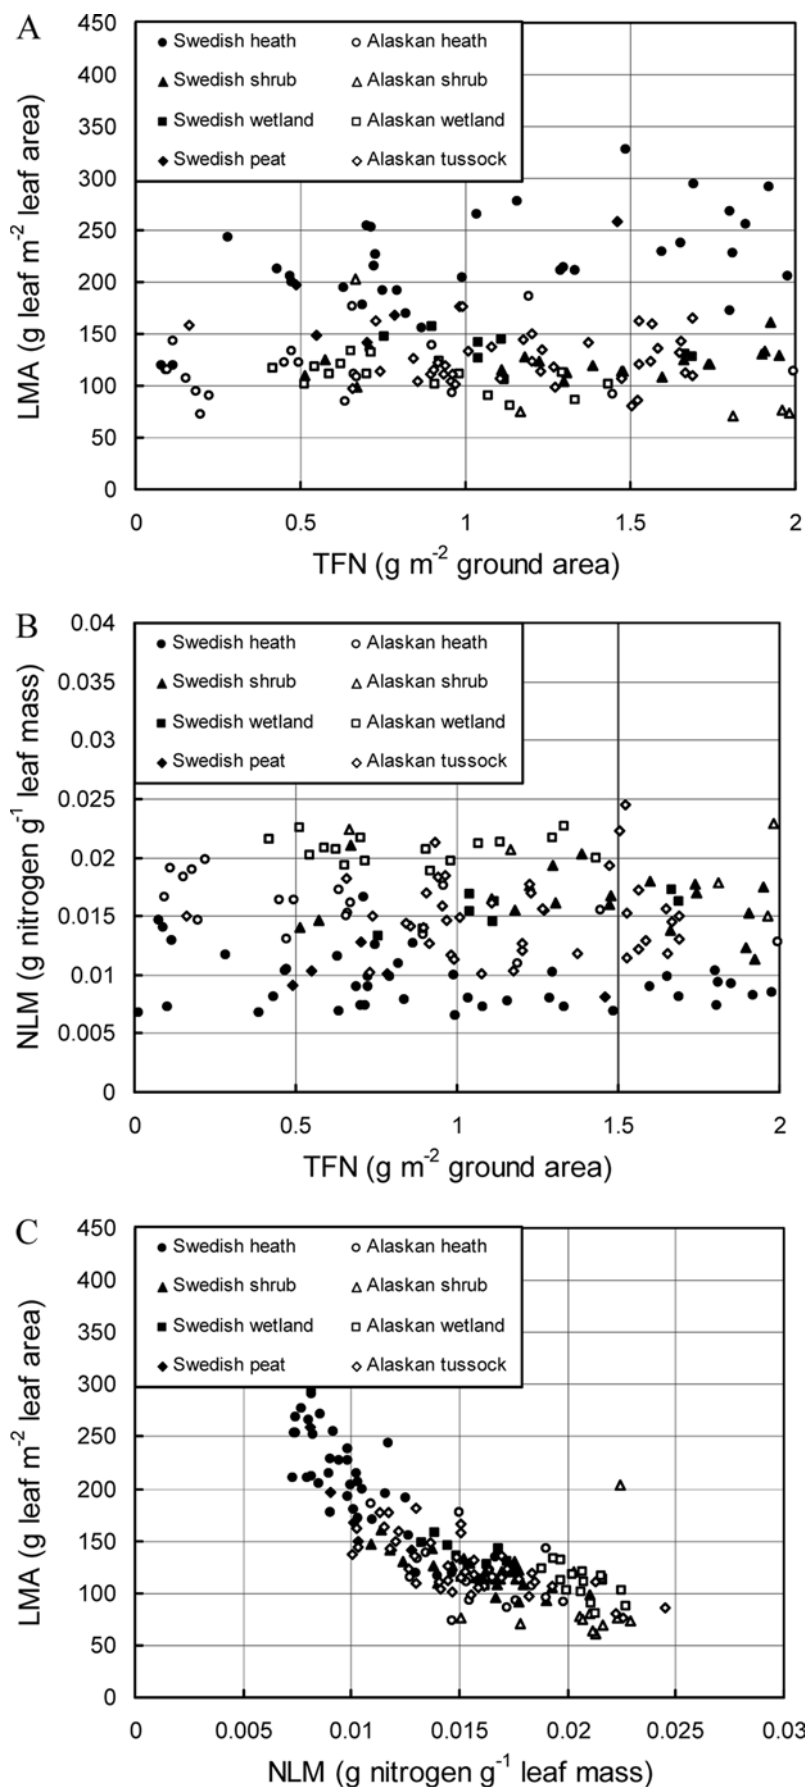 A
LMA (g leaf m⁻² leaf area)
450
400
350
300
250
200
150
100
50
0
Swedish heath
Alaskan heath
Swedish shrub
Alaskan shrub
Swedish wetland
Alaskan wetland
Swedish peat
Alaskan tussock
0 0.5 1 1.5 2
TFN (g m⁻² ground area)
B
NLM (g nitrogen g⁻¹ leaf mass)
0.04
0.035
0.03
0.025
0.02
0.015
0.01
0.005
0
Swedish heath
Alaskan heath
Swedish shrub
Alaskan shrub
Swedish wetland
Alaskan wetland
Swedish peat
Alaskan tussock
0 0.5 1 1.5 2
TFN (g m⁻² ground area)
C
LMA (g leaf m⁻² leaf area)
450
400
350
300
250
200
150
100
50
0
Swedish heath
Alaskan heath
Swedish shrub
Alaskan shrub
Swedish wetland
Alaskan wetland
Swedish peat
Alaskan tussock
0 0.005 0.01 0.015 0.02 0.025 0.03
NLM (g nitrogen g⁻¹ leaf mass)